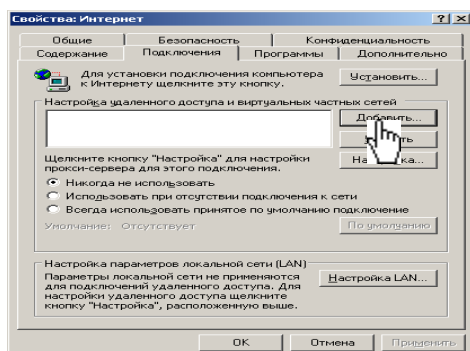 Свойства: Интернет
Общие Безопасность Конфиденциальность
Содержание Подключения Программы Дополнительно
Для установки подключения компьютера
к Интернету щелкните эту кнопку.
Установить...
Настройка удаленного доступа и виртуальных частных сетей
Добавить...
Щелкните кнопку "Настройка" для настройки
прокси-сервера для этого подключения.
Никогда не использовать
Использовать при отсутствии подключения к сети
Всегда использовать принятое по умолчанию подключение
Умолчание: Отсутствует
По умолчанию
Настройка параметров локальной сети (LAN)
Параметры локальной сети не применяются
для подключений удаленного доступа. Для
настройки удаленного доступа щелкните
кнопку "Настройка", расположенную выше.
Настройка LAN...
OK Отмена Применить